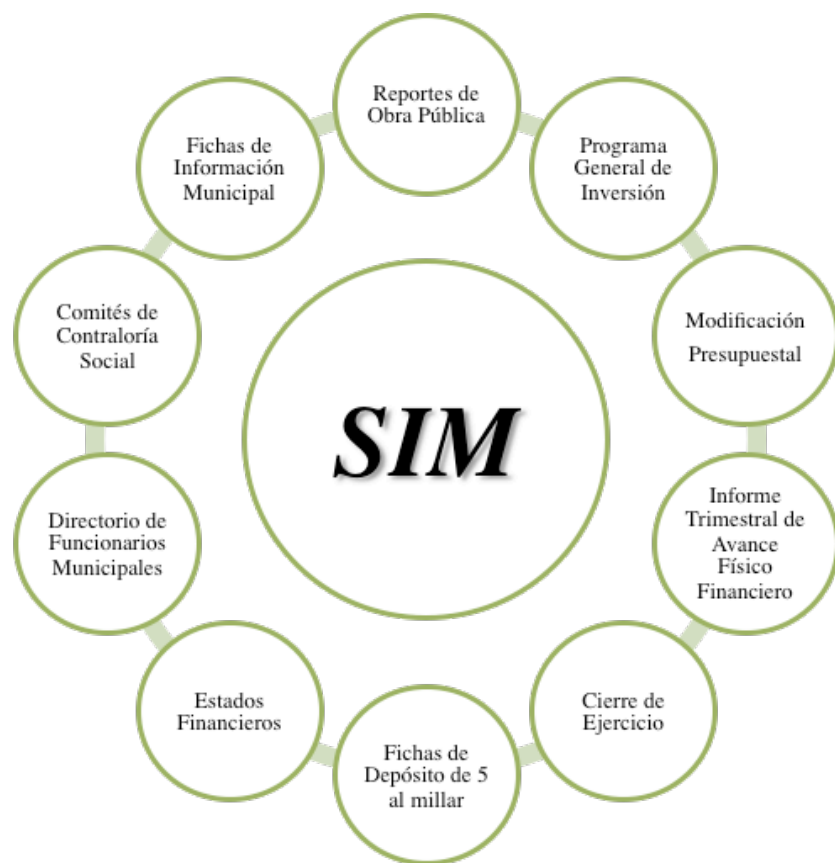 Reportes de
Obra Pública
Programa
General de
Inversión
Modificación
Presupuestal
Informe
Trimestral de
Avance
Físico
Financiero
Cierre de
Ejercicio
Fichas de
Depósito de 5
al millar
Estados
Financieros
Directorio de
Funcionarios
Municipales
Comités de
Contraloría
Social
Fichas de
Información
Municipal
SIM